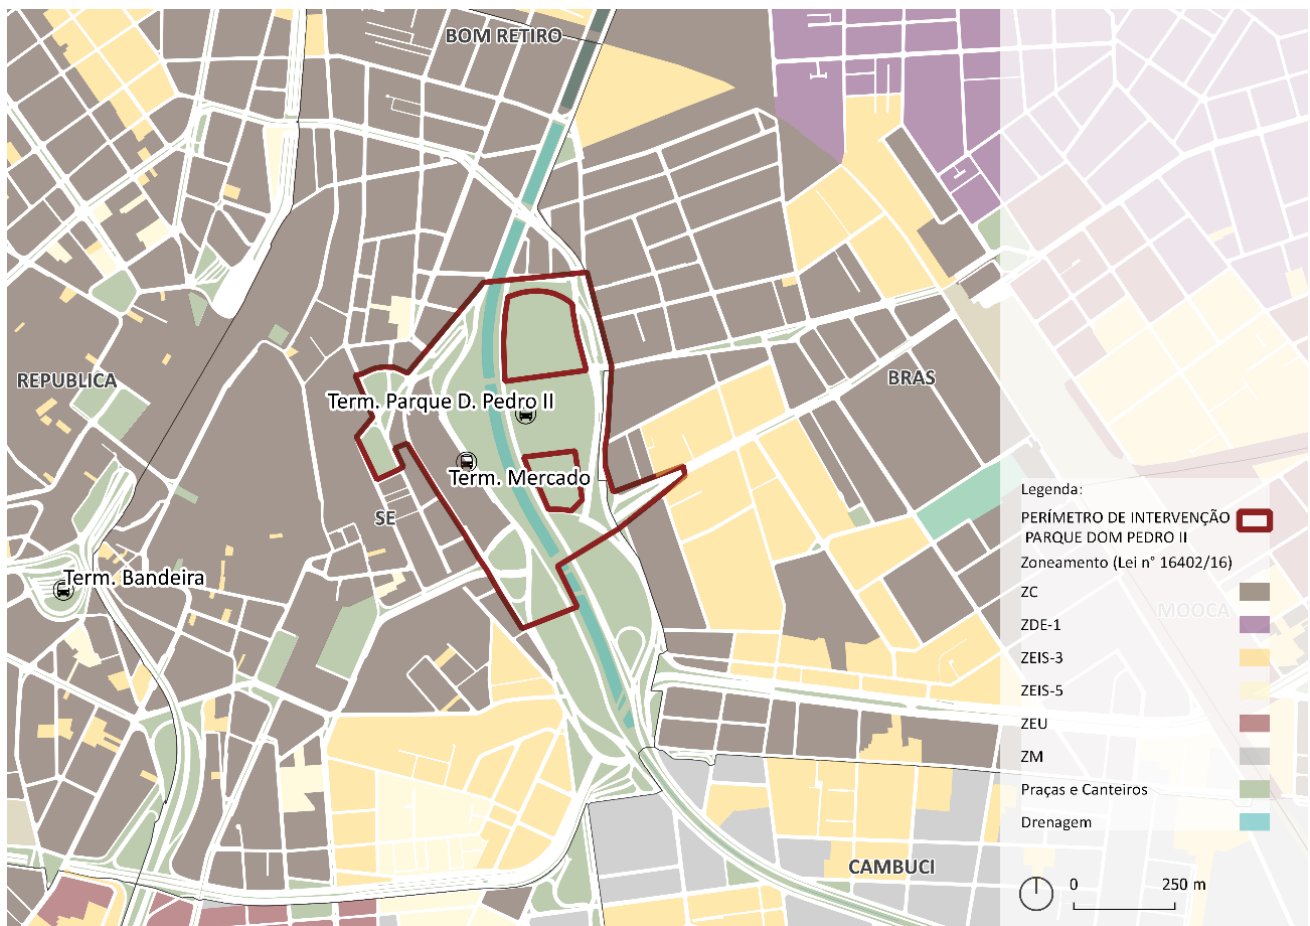 BOM RETIRO
REPUBLICA
BRAS
Term. Parque D. Pedro II
Term. Mercado
SE
Term. Bandeira
MOOCA
CAMBUCI
Legenda:
PERÍMETRO DE INTERVENÇÃO
PARQUE DOM PEDRO II
Zoneamento (Lei n° 16402/16)
ZC
ZDE-1
ZEIS-3
ZEIS-5
ZEU
ZM
Praças e Canteiros
Drenagem
0 250 m